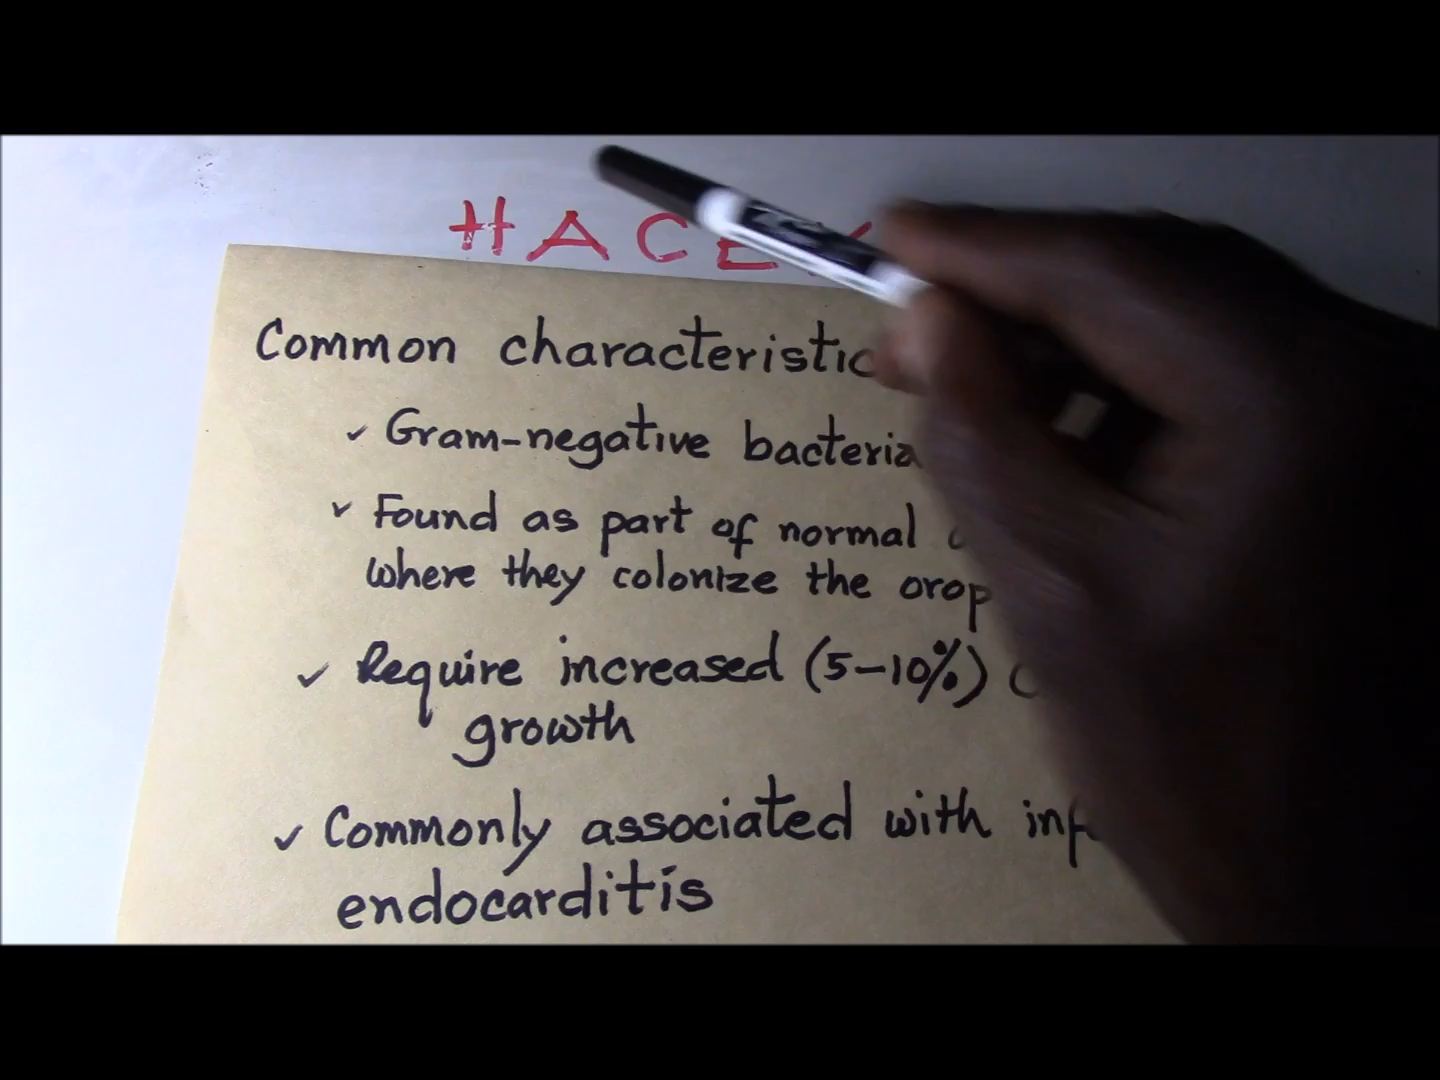 HACEK
Common characteristic
✓ Gram-negative bacteria
✓ Found as part of normal
where they colonize the orop
✓ Require increased (5-10%)
growth
✓ Commonly associated with inf
endocarditis